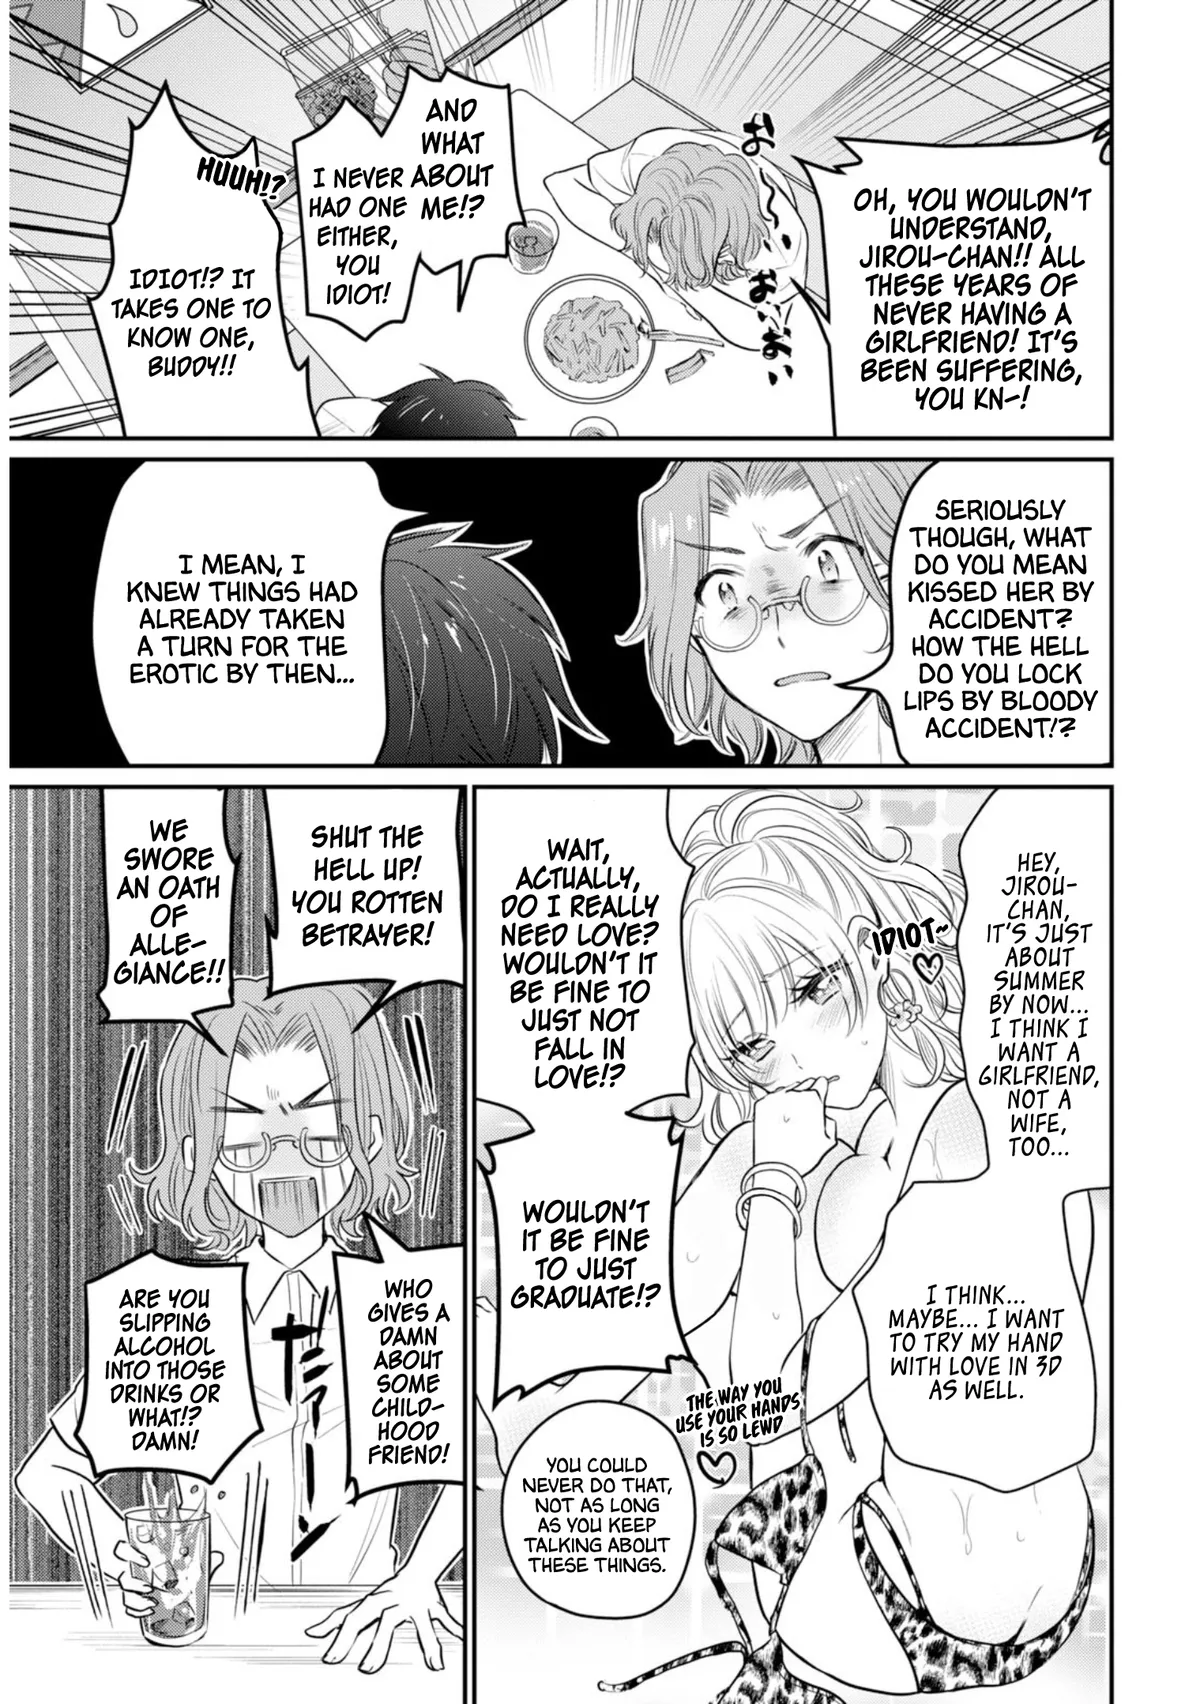 OH, YOU WOULDN'T
UNDERSTAND,
JIROU-CHAN!! ALL
THESE YEARS OF
NEVER HAVING A
GIRLFRIEND! IT'S
BEEN SUFFERING,
YOU KN-!
お
おいおい
AND
WHAT
ABOUT
ME!?
I NEVER
HAD ONE
EITHER,
YOU
IDIOT!
HUUH!?
IDIOT!? IT
TAKES ONE TO
KNOW ONE,
BUDDY!!
SERIOUSLY
THOUGH, WHAT
DO YOU MEAN
KISSED HER BY
ACCIDENT?
HOW THE HELL
DO YOU LOCK
LIPS BY BLOODY
ACCIDENT!?
I MEAN, I
KNEW THINGS HAD
ALREADY TAKEN
A TURN FOR THE
EROTIC BY THEN...
HEY,
JIROU-
CHAN,
IT'S JUST
ABOUT
SUMMER
BY NOW...
I THINK I
WANT A
GIRLFRIEND,
NOT A
WIFE,
TOO...
IDIOT~
I THINK...
MAYBE... I WANT
TO TRY MY HAND
WITH LOVE IN 3D
AS WELL.
WAIT,
ACTUALLY,
DO I REALLY
NEED LOVE?
WOULDN'T IT
BE FINE TO
JUST NOT
FALL IN
LOVE!?
WOULDN'T
IT BE FINE
TO JUST
GRADUATE!?
THE WAY YOU
USE YOUR HANDS
IS SO LEWD
YOU COULD
NEVER DO THAT,
NOT AS LONG
AS YOU KEEP
TALKING ABOUT
THESE THINGS.
SHUT THE
HELL UP!
YOU ROTTEN
BETRAYER!
WE
SWORE
AN OATH
OF
ALLE-
GIANCE!!
WHO
GIVES A
DAMN
ABOUT
SOME
CHILD-
HOOD
FRIEND!
ARE YOU
SLIPPING
ALCOHOL
INTO THOSE
DRINKS OR
WHAT!?
DAMN!